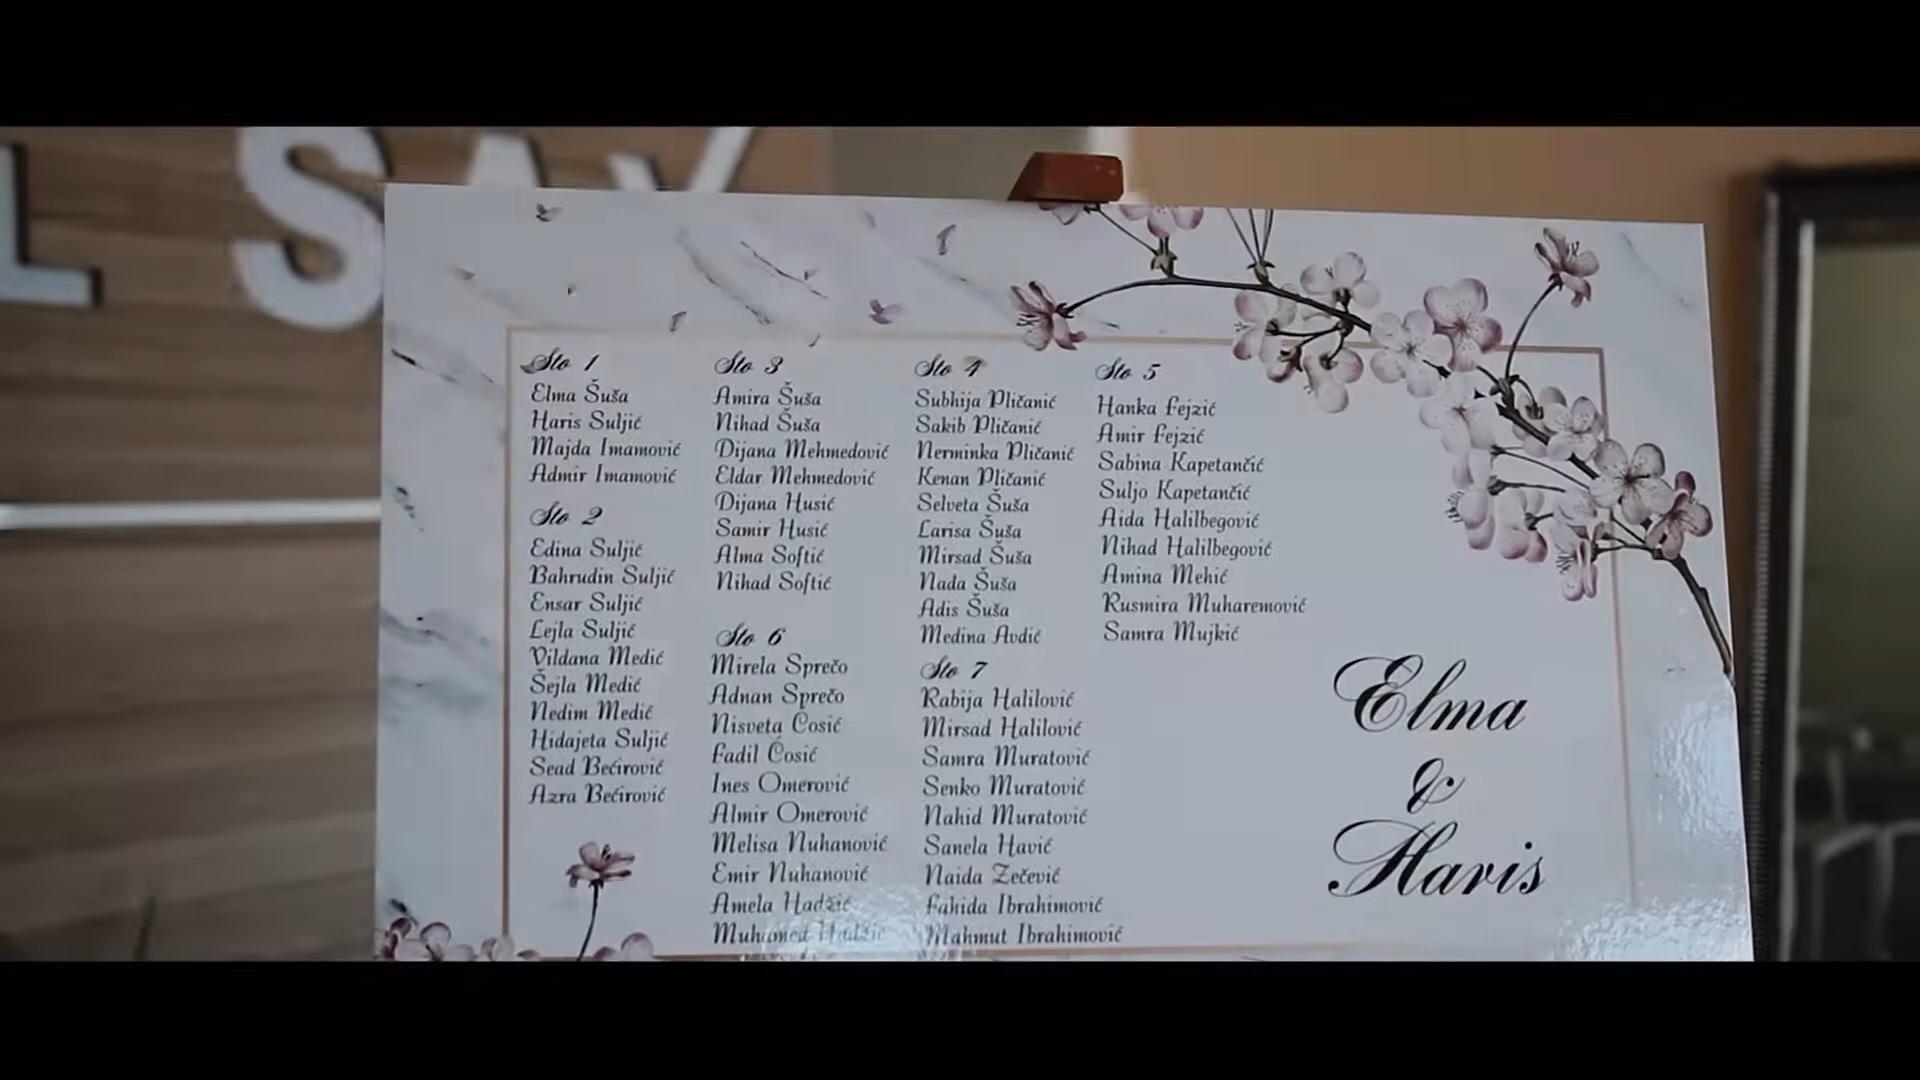 L SAV
Sto 1
Elma Šuša
Haris Suljić
Majda Imamović
Admir Imamović
Sto 2
Edina Suljić
Bahrudin Suljić
Ensar Suljić
Lejla Suljić
Vildana Medić
Šejla Medić
Nedim Medić
Hidajeta Suljić
Sead Bećirović
Azra Bećirović
Sto 3
Amira Šuša
Nihad Šuša
Dijana Mehmedović
Eldar Mehmedović
Dijana Husić
Samir Husić
Alma Softić
Nihad Softić
Sto 6
Mirela Sprečo
Adnan Sprečo
Nisveta Ćosić
Fadil Ćosić
Ines Omerović
Almir Omerović
Melisa Nuhanović
Emir Nuhanović
Amela Hadžić
Muhamed Hadžić
Sto 4
Subhija Pličanić
Sakib Pličanić
Nerminka Pličanić
Kenan Pličanić
Selveta Šuša
Larisa Šuša
Mirsad Šuša
Nada Šuša
Adis Šuša
Medina Avdić
Sto 7
Rabija Halilović
Mirsad Halilović
Samra Muratović
Senko Muratović
Nahid Muratović
Sanela Havić
Naida Zečević
Fahida Ibrahimović
Mahmut Ibrahimović
Sto 5
Hanka Fejzić
Amir Fejzić
Sabina Kapetančić
Suljo Kapetančić
Aida Halilbegović
Nihad Halilbegović
Amina Mehić
Rusmira Muharemović
Samra Mujkić
Elma
&
Haris